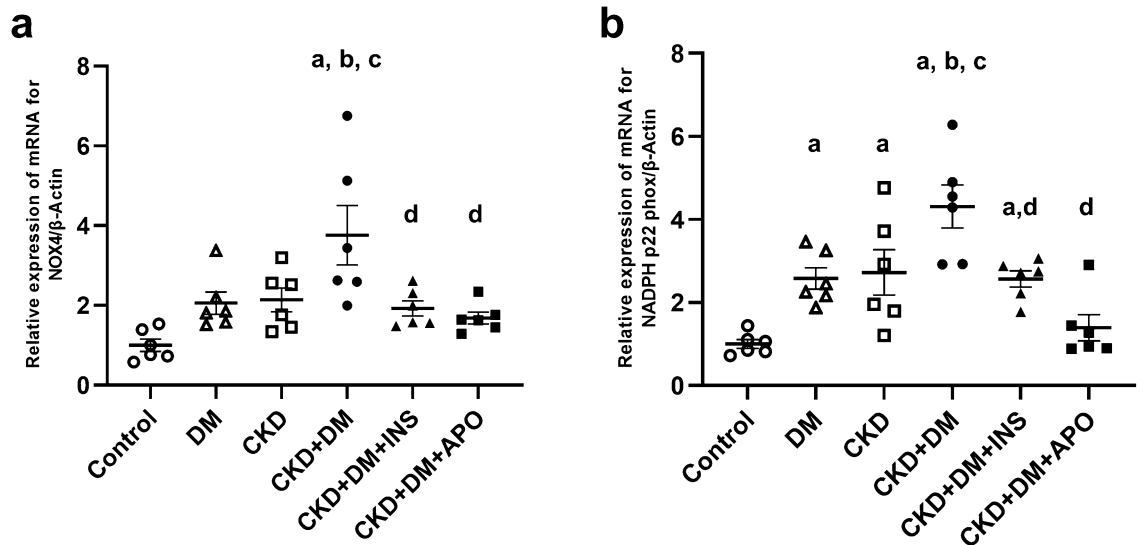 a
Relative expression of mRNA for
NOX4/β-Actin
8
6
4
2
0
a, b, c
d
d
Control
DM
CKD
CKD+DM
CKD+DM+INS
CKD+DM+APO
b
Relative expression of mRNA for
NADPH p22 phox/β-Actin
8
6
4
2
0
a
a
a, b, c
a,d
d
Control
DM
CKD
CKD+DM
CKD+DM+INS
CKD+DM+APO